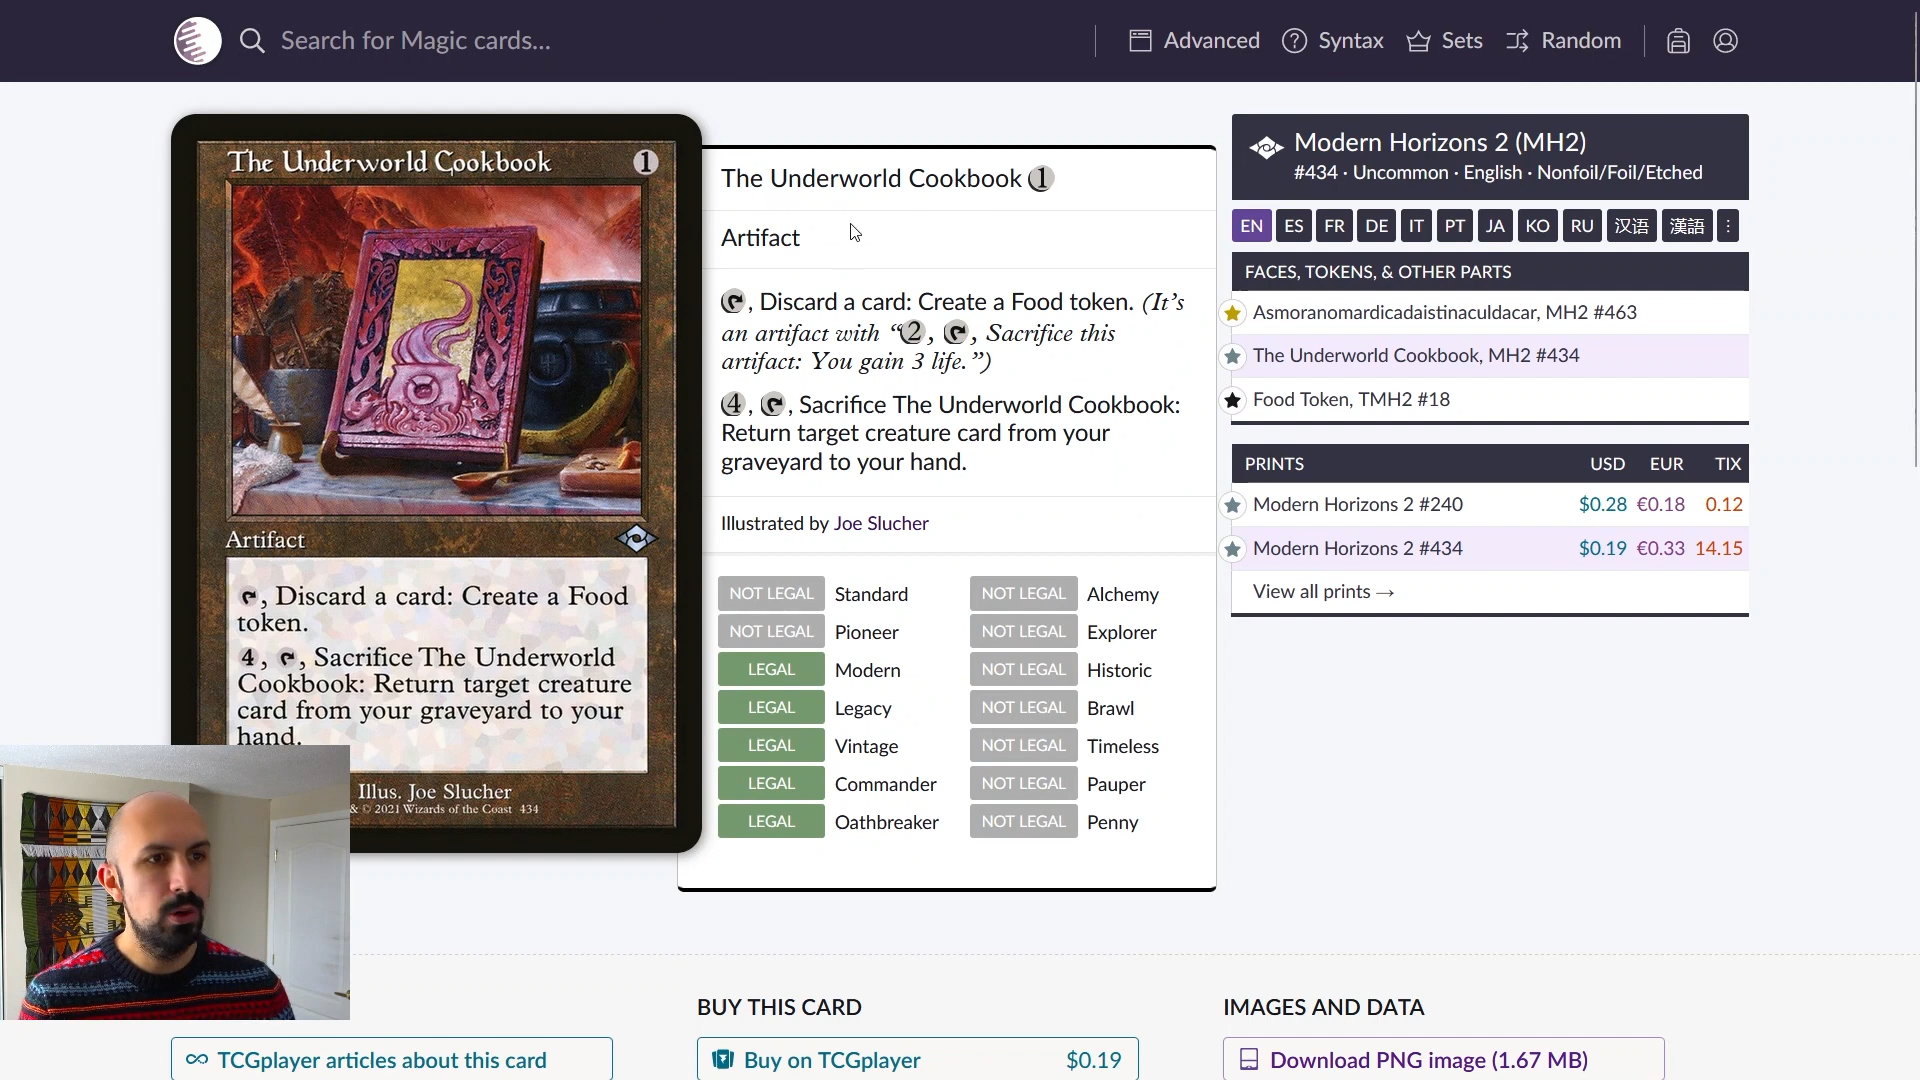 Search for Magic cards...
Advanced
Syntax
Sets
Random
The Underworld Cookbook 1
Artifact
, Discard a card: Create a Food
token.
4, , Sacrifice The Underworld
Cookbook: Return target creature
card from your graveyard to your
hand.
Illus. Joe Slucher
& © 2021 Wizards of the Coast 434
The Underworld Cookbook 1
Artifact
, Discard a card: Create a Food token. (It's
an artifact with “2, , Sacrifice this
artifact: You gain 3 life.”)
4, , Sacrifice The Underworld Cookbook:
Return target creature card from your
graveyard to your hand.
Illustrated by Joe Slucher
NOT LEGAL Standard NOT LEGAL Alchemy
NOT LEGAL Pioneer NOT LEGAL Explorer
LEGAL Modern NOT LEGAL Historic
LEGAL Legacy NOT LEGAL Brawl
LEGAL Vintage NOT LEGAL Timeless
LEGAL Commander NOT LEGAL Pauper
LEGAL Oathbreaker NOT LEGAL Penny
Modern Horizons 2 (MH2)
#434 · Uncommon · English · Nonfoil/Foil/Etched
EN ES FR DE IT PT JA KO RU 汉语 漢語
FACES, TOKENS, & OTHER PARTS
Asmoranomardicadaistinaculdacar, MH2 #463
The Underworld Cookbook, MH2 #434
Food Token, TMH2 #18
PRINTS USD EUR TIX
Modern Horizons 2 #240 $0.28 €0.18 0.12
Modern Horizons 2 #434 $0.19 €0.33 14.15
View all prints →
TCGplayer articles about this card
BUY THIS CARD
Buy on TCGplayer $0.19
IMAGES AND DATA
Download PNG image (1.67 MB)